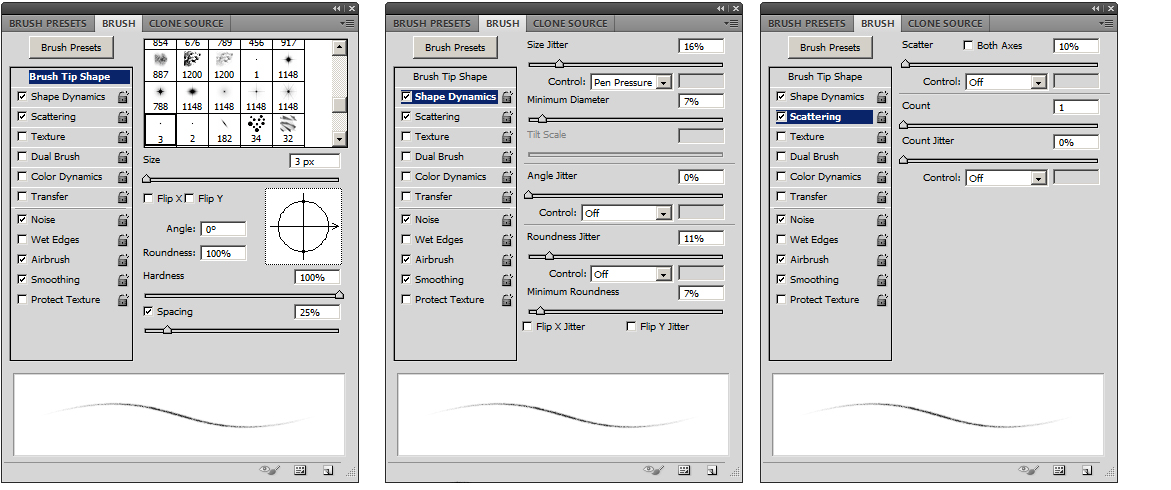 BRUSH PRESETS BRUSH CLONE SOURCE
Brush Presets
Brush Tip Shape
Shape Dynamics
Scattering
Texture
Dual Brush
Color Dynamics
Transfer
Noise
Wet Edges
Airbrush
Smoothing
Protect Texture
854 676 789 456 917
887 1200 1200 1 1148
788 1148 1148 1148 1148
3 2 182 34 32
Size 3 px
Flip X Flip Y
Angle: 0º
Roundness: 100%
Hardness 100%
Spacing 25%
BRUSH PRESETS BRUSH CLONE SOURCE
Brush Presets
Brush Tip Shape
Shape Dynamics
Scattering
Texture
Dual Brush
Color Dynamics
Transfer
Noise
Wet Edges
Airbrush
Smoothing
Protect Texture
Size Jitter 16%
Control: Pen Pressure
Minimum Diameter 7%
Tilt Scale
Angle Jitter 0%
Control: Off
Roundness Jitter 11%
Control: Off
Minimum Roundness 7%
Flip X Jitter Flip Y Jitter
BRUSH PRESETS BRUSH CLONE SOURCE
Brush Presets
Brush Tip Shape
Shape Dynamics
Scattering
Texture
Dual Brush
Color Dynamics
Transfer
Noise
Wet Edges
Airbrush
Smoothing
Protect Texture
Scatter Both Axes 10%
Control: Off
Count 1
Count Jitter 0%
Control: Off